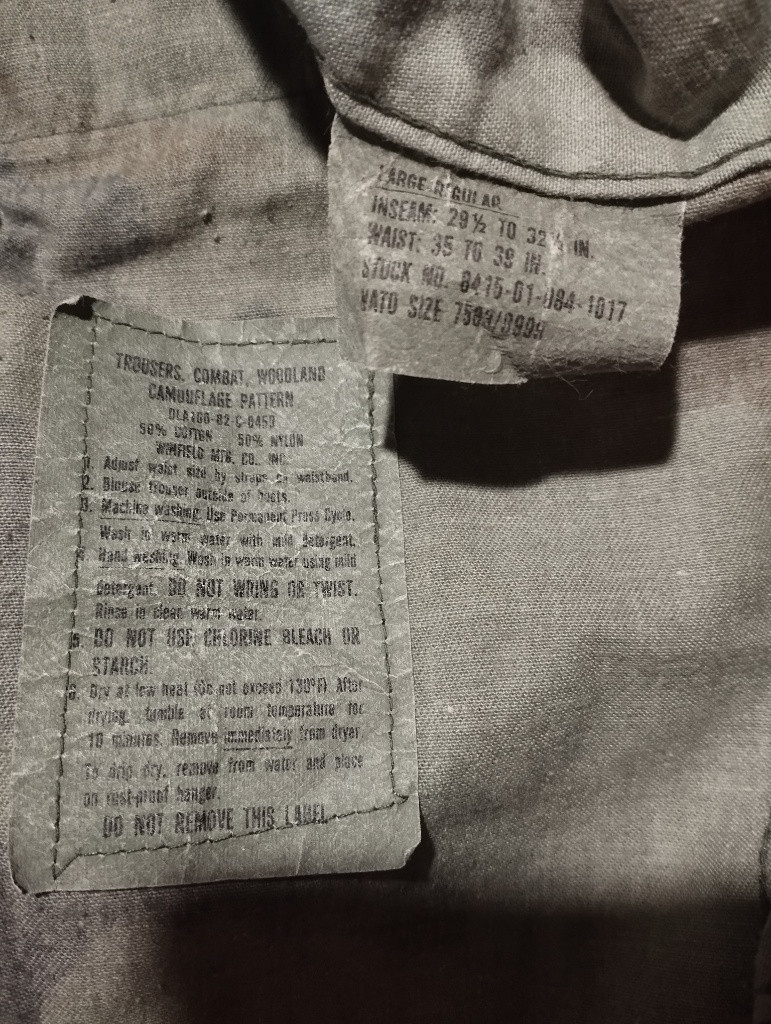 LARGE REGULAR
INSEAM: 29½ TO 32½ IN.
WAIST: 35 TO 39 IN.
STOCK NO. 8415-01-084-1017
NATO SIZE
TROUSERS, COMBAT, WOODLAND
CAMOUFLAGE PATTERN
DLA100-82-C-0459
50% COTTON 50% NYLON
WINFIELD MFG. CO., INC.
1. Adjust waist size by straps on waistband.
2. Blouse trouser outside of boots.
3. Machine washing: Use Permanent Press Cycle.
Wash in warm water with mild detergent.
4. Hand washing: Wash in warm water using mild
detergent. DO NOT WRING OR TWIST.
Rinse in clean warm water.
5. DO NOT USE CHLORINE BLEACH OR
STARCH.
6. Dry at low heat (Do not exceed 130°F). After
drying, tumble at room temperature for
10 minutes. Remove immediately from dryer.
To drip dry, remove from water and place
on rust-proof hanger.
DO NOT REMOVE THIS LABEL